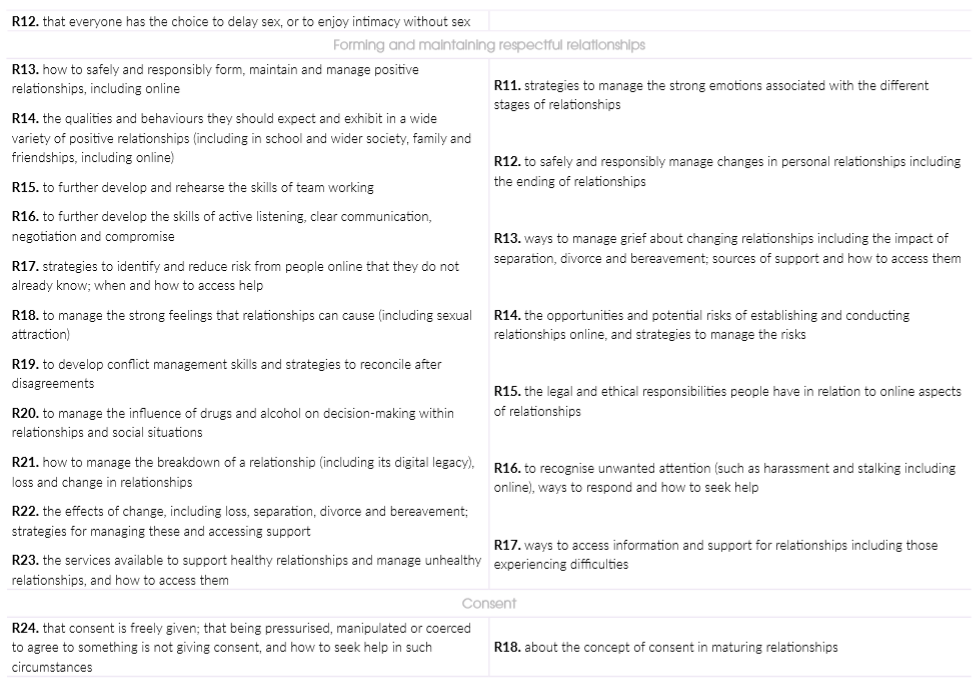 R12. that everyone has the choice to delay sex, or to enjoy intimacy without sex
Forming and maintaining respectful relationships
R13. how to safely and responsibly form, maintain and manage positive
relationships, including online
R14. the qualities and behaviours they should expect and exhibit in a wide
variety of positive relationships (including in school and wider society, family and
friendships, including online)
R15. to further develop and rehearse the skills of team working
R16. to further develop the skills of active listening, clear communication,
negotiation and compromise
R17. strategies to identify and reduce risk from people online that they do not
already know; when and how to access help
R18. to manage the strong feelings that relationships can cause (including sexual
attraction)
R19. to develop conflict management skills and strategies to reconcile after
disagreements
R20. to manage the influence of drugs and alcohol on decision-making within
relationships and social situations
R21. how to manage the breakdown of a relationship (including its digital legacy),
loss and change in relationships
R22. the effects of change, including loss, separation, divorce and bereavement;
strategies for managing these and accessing support
R23. the services available to support healthy relationships and manage unhealthy
relationships, and how to access them
R11. strategies to manage the strong emotions associated with the different
stages of relationships
R12. to safely and responsibly manage changes in personal relationships including
the ending of relationships
R13. ways to manage grief about changing relationships including the impact of
separation, divorce and bereavement; sources of support and how to access them
R14. the opportunities and potential risks of establishing and conducting
relationships online, and strategies to manage the risks
R15. the legal and ethical responsibilities people have in relation to online aspects
of relationships
R16. to recognise unwanted attention (such as harassment and stalking including
online), ways to respond and how to seek help
R17. ways to access information and support for relationships including those
experiencing difficulties
Consent
R24. that consent is freely given; that being pressurised, manipulated or coerced
to agree to something is not giving consent, and how to seek help in such
circumstances
R18. about the concept of consent in maturing relationships